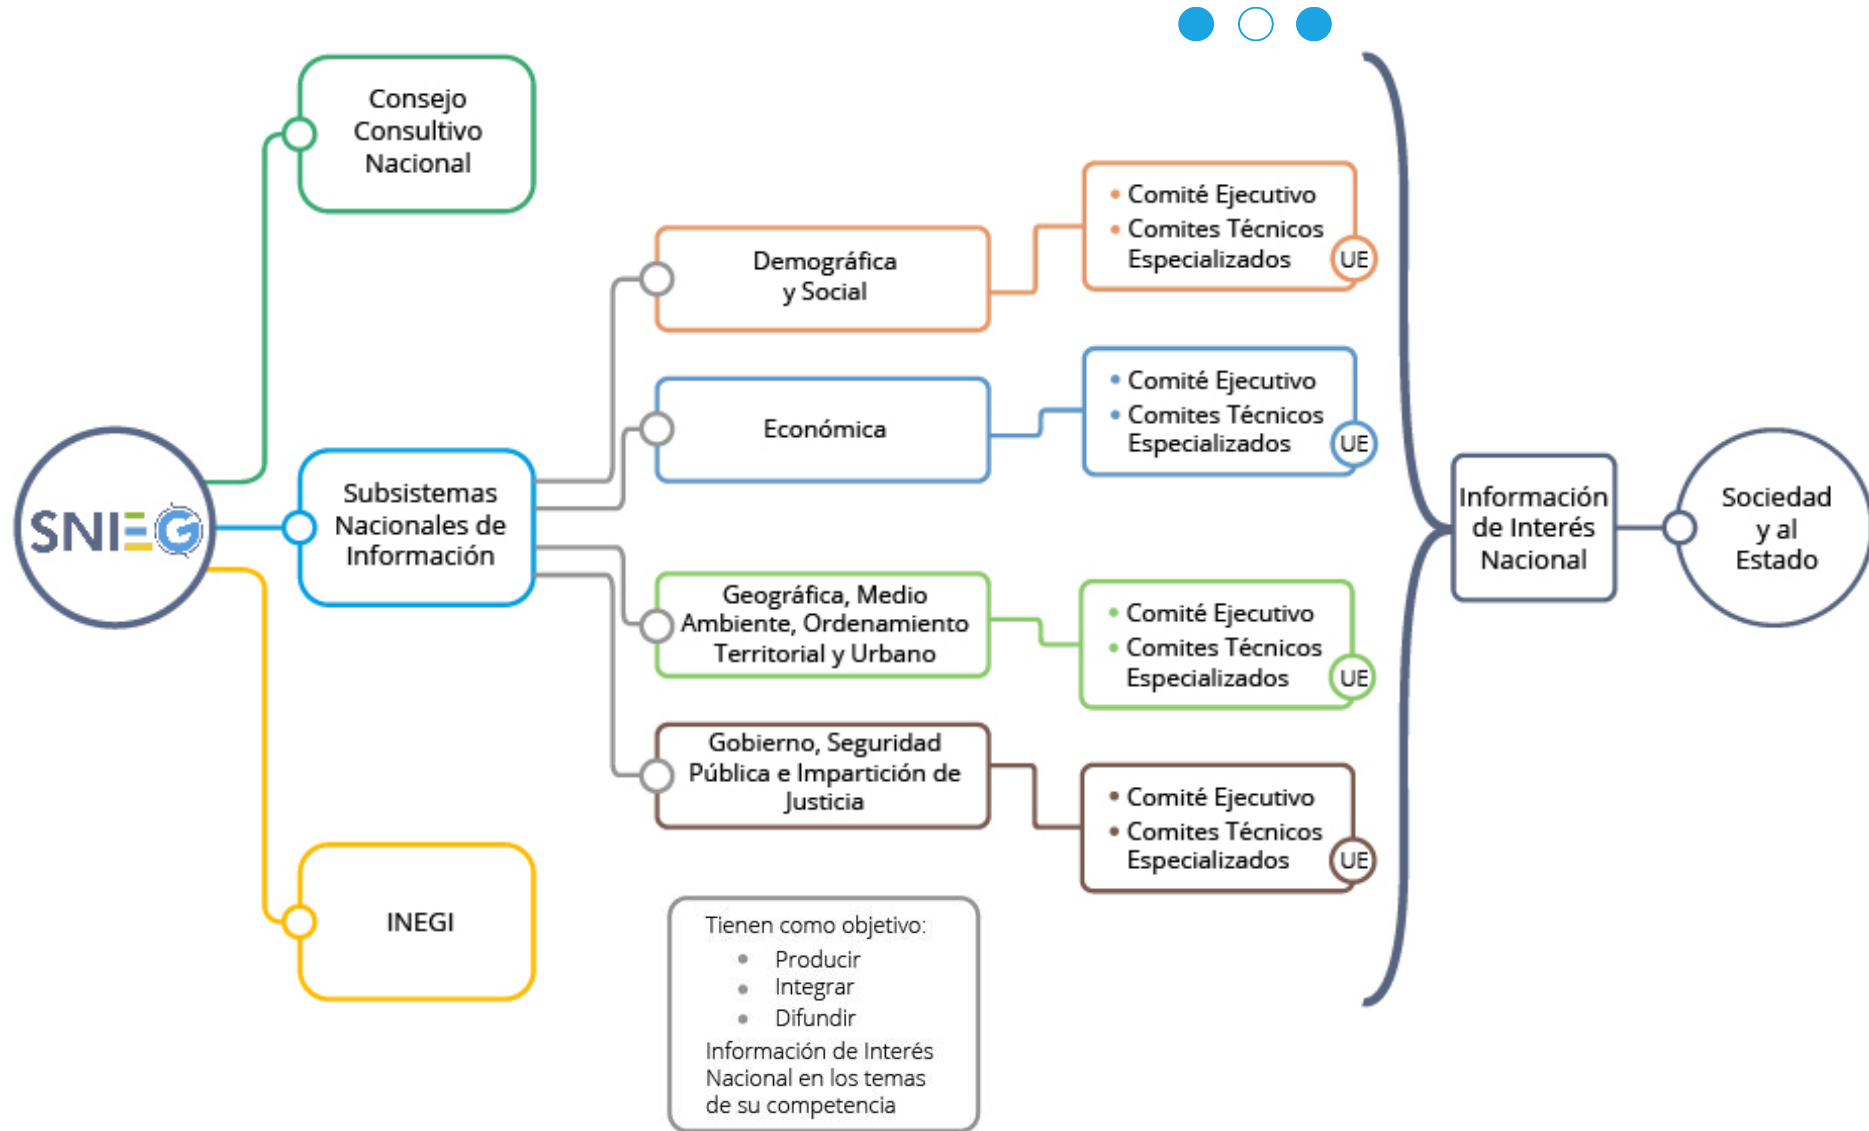 Consejo
Consultivo
Nacional
SNIEG
Subsistemas
Nacionales de
Información
INEGI
Demográfica
y Social
Económica
Geográfica, Medio
Ambiente, Ordenamiento
Territorial y Urbano
Gobierno, Seguridad
Pública e Impartición de
Justicia
Tienen como objetivo:
• Producir
• Integrar
• Difundir
Información de Interés
Nacional en los temas
de su competencia
• Comité Ejecutivo
• Comites Técnicos
Especializados
UE
• Comité Ejecutivo
• Comites Técnicos
Especializados
UE
• Comité Ejecutivo
• Comites Técnicos
Especializados
UE
• Comité Ejecutivo
• Comites Técnicos
Especializados
UE
Información
de Interés
Nacional
Sociedad
y al
Estado